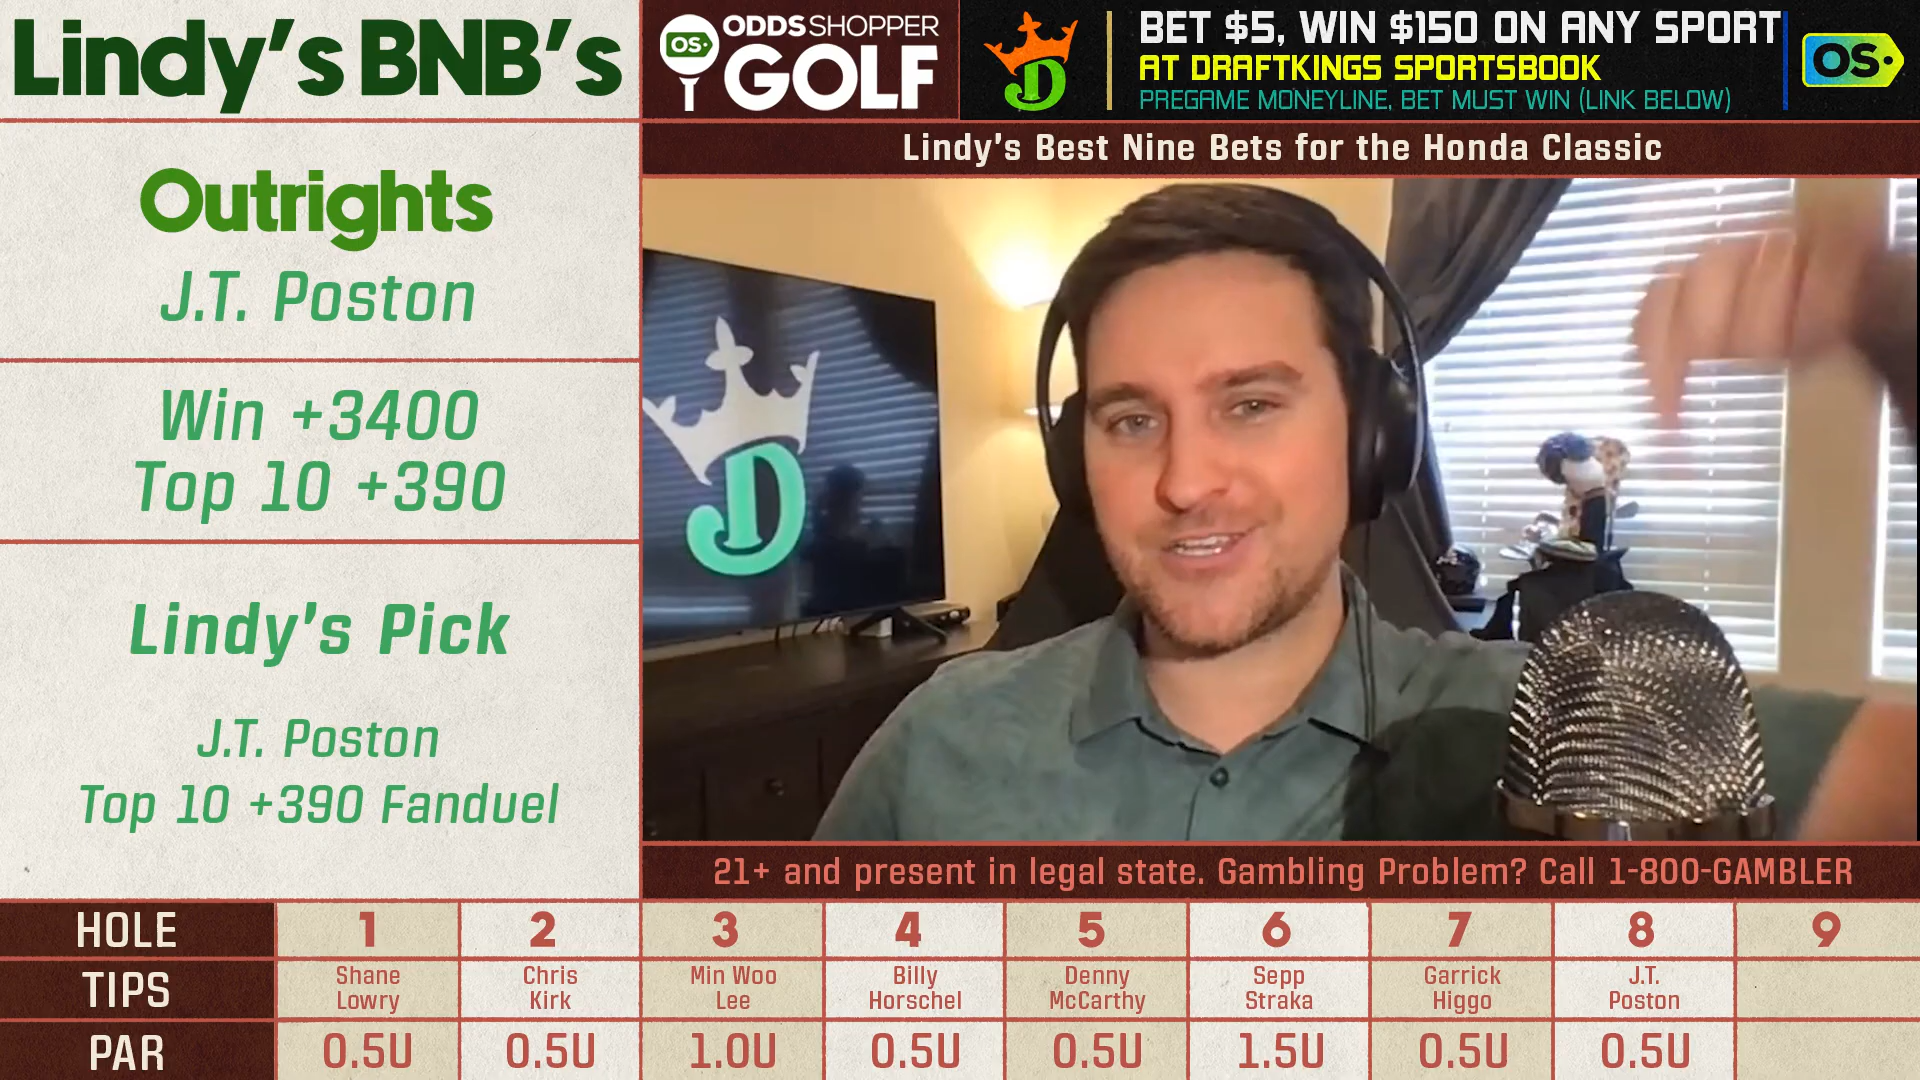 Lindy's BNB's
OS.
ODDSSHOPPER
GOLF
BET $5, WIN $150 ON ANY SPORT
AT DRAFTKINGS SPORTSBOOK
PREGAME MONEYLINE, BET MUST WIN (LINK BELOW)
OS.
Lindy's Best Nine Bets for the Honda Classic
Outrights
J.T. Poston
Win +3400
Top 10 +390
Lindy's Pick
J.T. Poston
Top 10 +390 Fanduel
21+ and present in legal state. Gambling Problem? Call 1-800-GAMBLER
HOLE 1 2 3 4 5 6 7 8 9
TIPS Shane Lowry Chris Kirk Min Woo Lee Billy Horschel Denny McCarthy Sepp Straka Garrick Higgo J.T. Poston
PAR 0.5U 0.5U 1.0U 0.5U 0.5U 1.5U 0.5U 0.5U